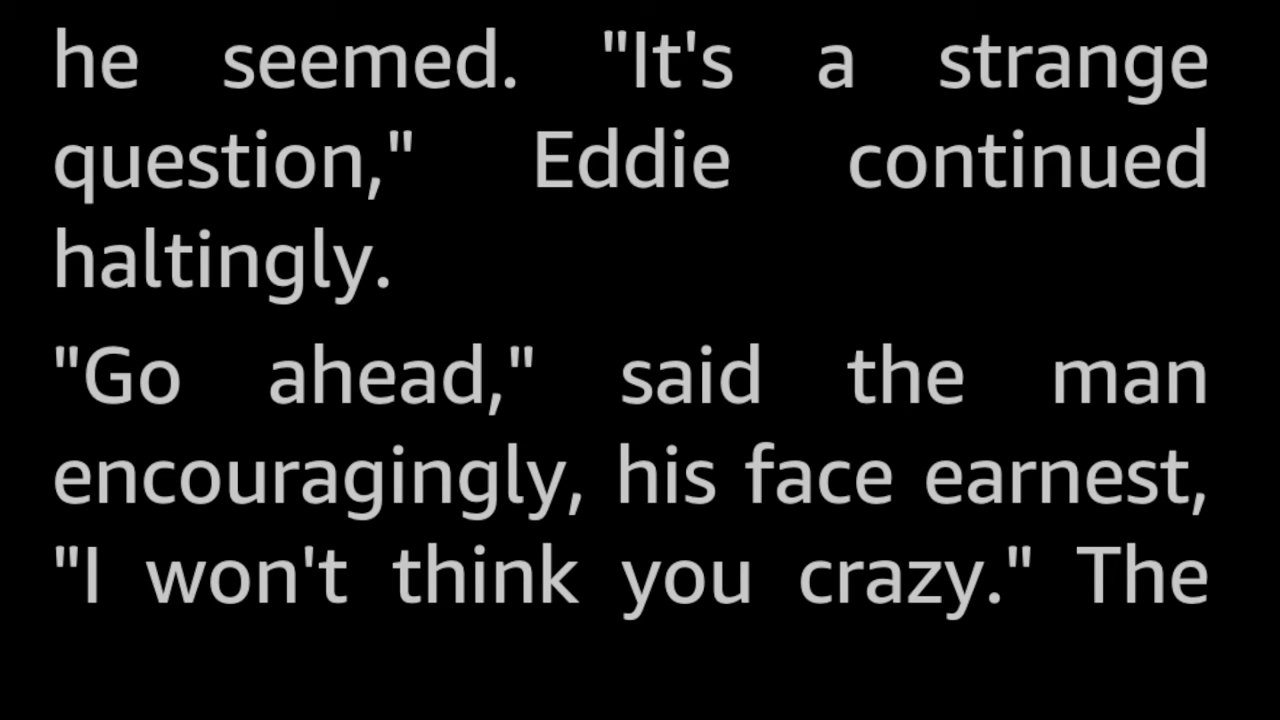 he seemed. "It's a strange
question," Eddie continued
haltingly.
"Go ahead," said the man
encouragingly, his face earnest,
"I won't think you crazy." The